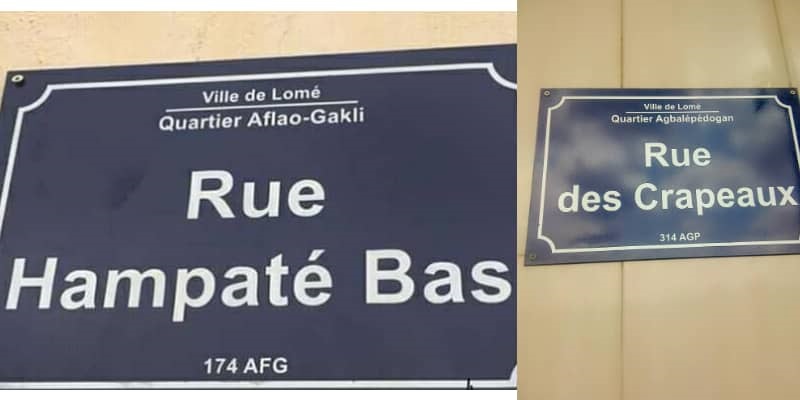 Ville de Lomé
Quartier Aflao-Gakli
Rue
Hampaté Bas
174 AFG
Ville de Lomé
Quartier Agbalépédogan
Rue
des Crapeaux
314 AGP